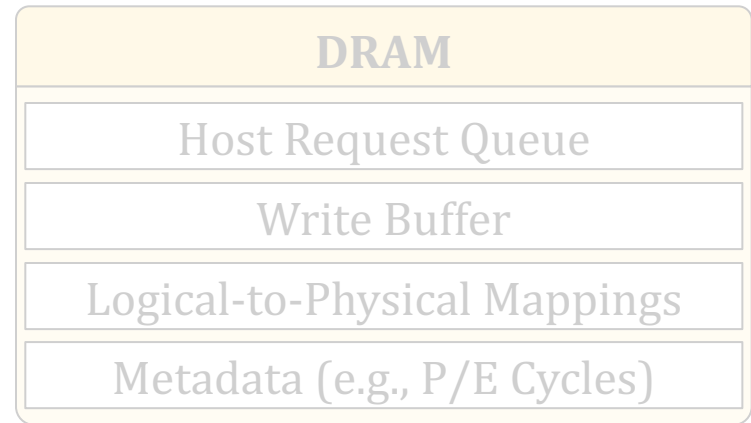 DRAM
Host Request Queue
Write Buffer
Logical-to-Physical Mappings
Metadata (e.g., P/E Cycles)